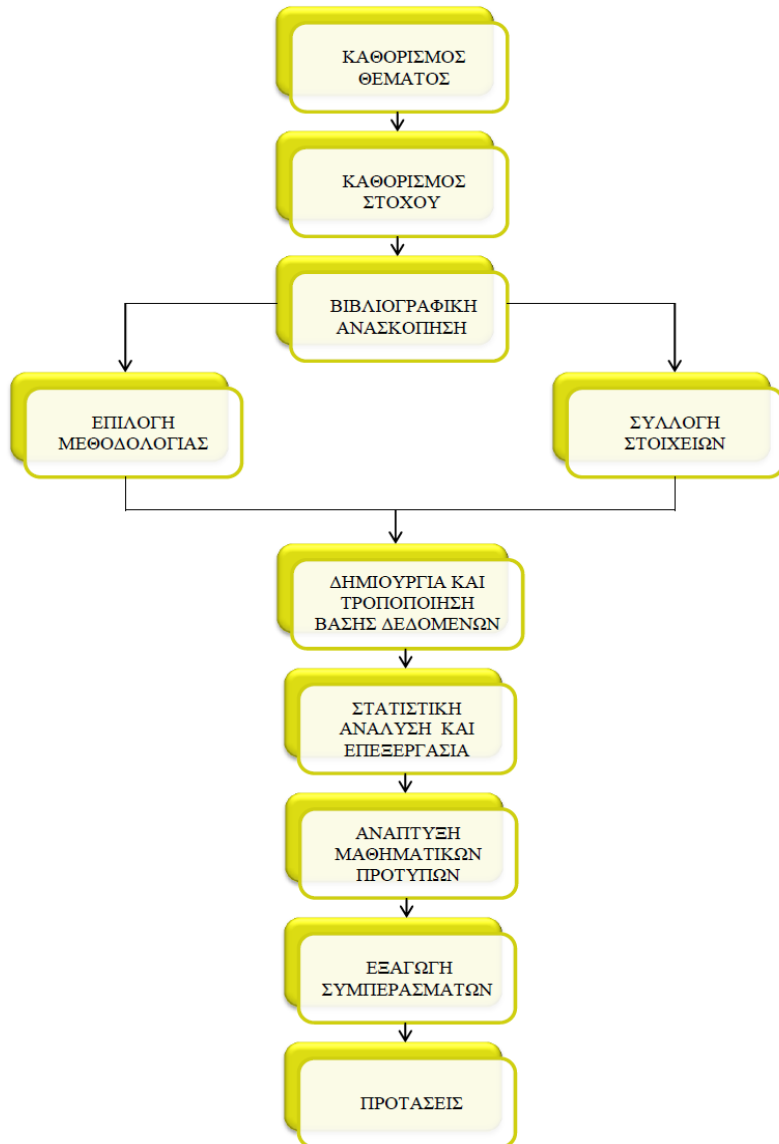 ΚΑΘΟΡΙΣΜΟΣ
ΘΕΜΑΤΟΣ
ΚΑΘΟΡΙΣΜΟΣ
ΣΤΟΧΟΥ
ΒΙΒΛΙΟΓΡΑΦΙΚΗ
ΑΝΑΣΚΟΠΗΣΗ
ΕΠΙΛΟΓΗ
ΜΕΘΟΔΟΛΟΓΙΑΣ
ΣΥΛΛΟΓΗ
ΣΤΟΙΧΕΙΩΝ
ΔΗΜΙΟΥΡΓΙΑ ΚΑΙ
ΤΡΟΠΟΠΟΙΗΣΗ
ΒΑΣΗΣ ΔΕΔΟΜΕΝΩΝ
ΣΤΑΤΙΣΤΙΚΗ
ΑΝΑΛΥΣΗ ΚΑΙ
ΕΠΕΞΕΡΓΑΣΙΑ
ΑΝΑΠΤΥΞΗ
ΜΑΘΗΜΑΤΙΚΩΝ
ΠΡΟΤΥΠΩΝ
ΕΞΑΓΩΓΗ
ΣΥΜΠΕΡΑΣΜΑΤΩΝ
ΠΡΟΤΑΣΕΙΣ